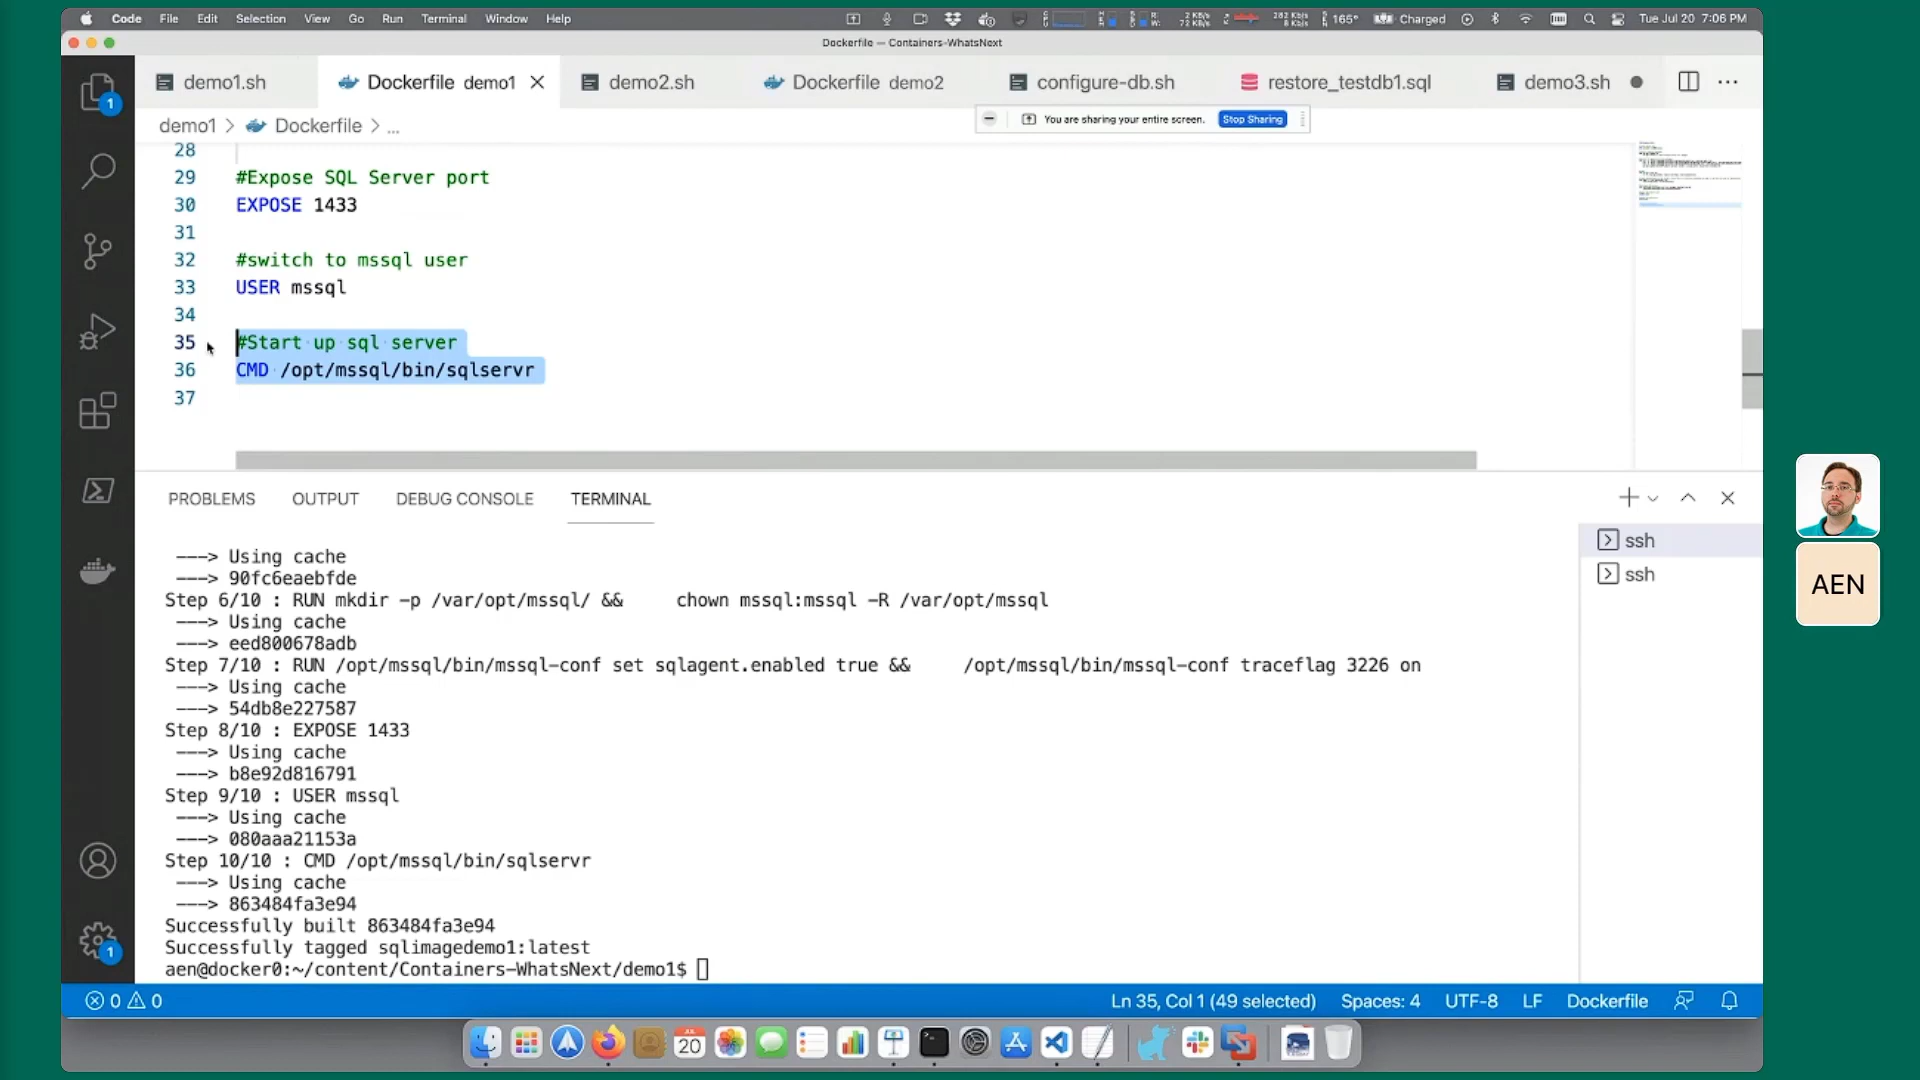 Code File Edit Selection View Go Run Terminal Window Help 165° Charged Tue Jul 20 7:06 PM
Dockerfile — Containers-WhatsNext
demo1.sh Dockerfile demo1 demo2.sh Dockerfile demo2 configure-db.sh restore_testdb1.sql demo3.sh
1
demo1 > Dockerfile > ...
You are sharing your entire screen. Stop Sharing
28
29 #Expose SQL Server port
30 EXPOSE 1433
31
32 #switch to mssql user
33 USER mssql
34
35 #Start up sql server
36 CMD /opt/mssql/bin/sqlservr
37
PROBLEMS OUTPUT DEBUG CONSOLE TERMINAL
ssh
ssh
AEN
---> Using cache
---> 90fc6eaebfde
Step 6/10 : RUN mkdir -p /var/opt/mssql/ && chown mssql:mssql -R /var/opt/mssql
---> Using cache
---> eed800678adb
Step 7/10 : RUN /opt/mssql/bin/mssql-conf set sqlagent.enabled true && /opt/mssql/bin/mssql-conf traceflag 3226 on
---> Using cache
---> 54db8e227587
Step 8/10 : EXPOSE 1433
---> Using cache
---> b8e92d816791
Step 9/10 : USER mssql
---> Using cache
---> 080aaa21153a
Step 10/10 : CMD /opt/mssql/bin/sqlservr
---> Using cache
---> 863484fa3e94
Successfully built 863484fa3e94
Successfully tagged sqlimagedemo1:latest
aen@docker0:~/content/Containers-WhatsNext/demo1$
1
0 0 Ln 35, Col 1 (49 selected) Spaces: 4 UTF-8 LF Dockerfile
20